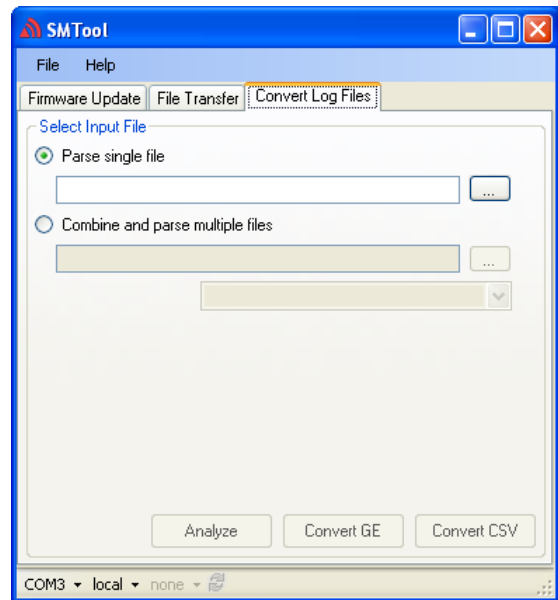 SMTool
File Help
Firmware Update File Transfer Convert Log Files
Select Input File
Parse single file
...
Combine and parse multiple files
...
Analyze Convert GE Convert CSV
COM3 local none